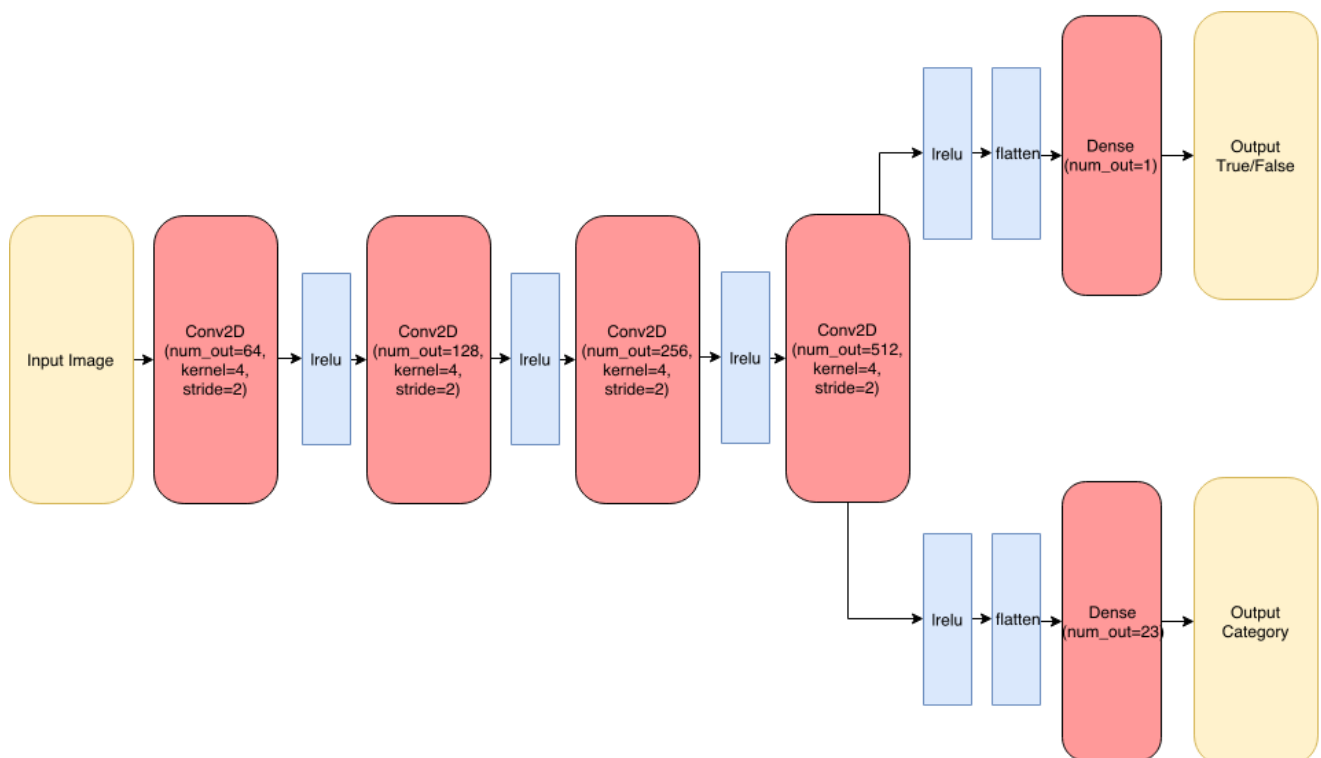 Input Image
Conv2D
(num_out=64,
kernel=4,
stride=2)
lrelu
Conv2D
(num_out=128,
kernel=4,
stride=2)
lrelu
Conv2D
(num_out=256,
kernel=4,
stride=2)
lrelu
Conv2D
(num_out=512,
kernel=4,
stride=2)
lrelu
flatten
Dense
(num_out=1)
Output
True/False
lrelu
flatten
Dense
(num_out=23)
Output
Category